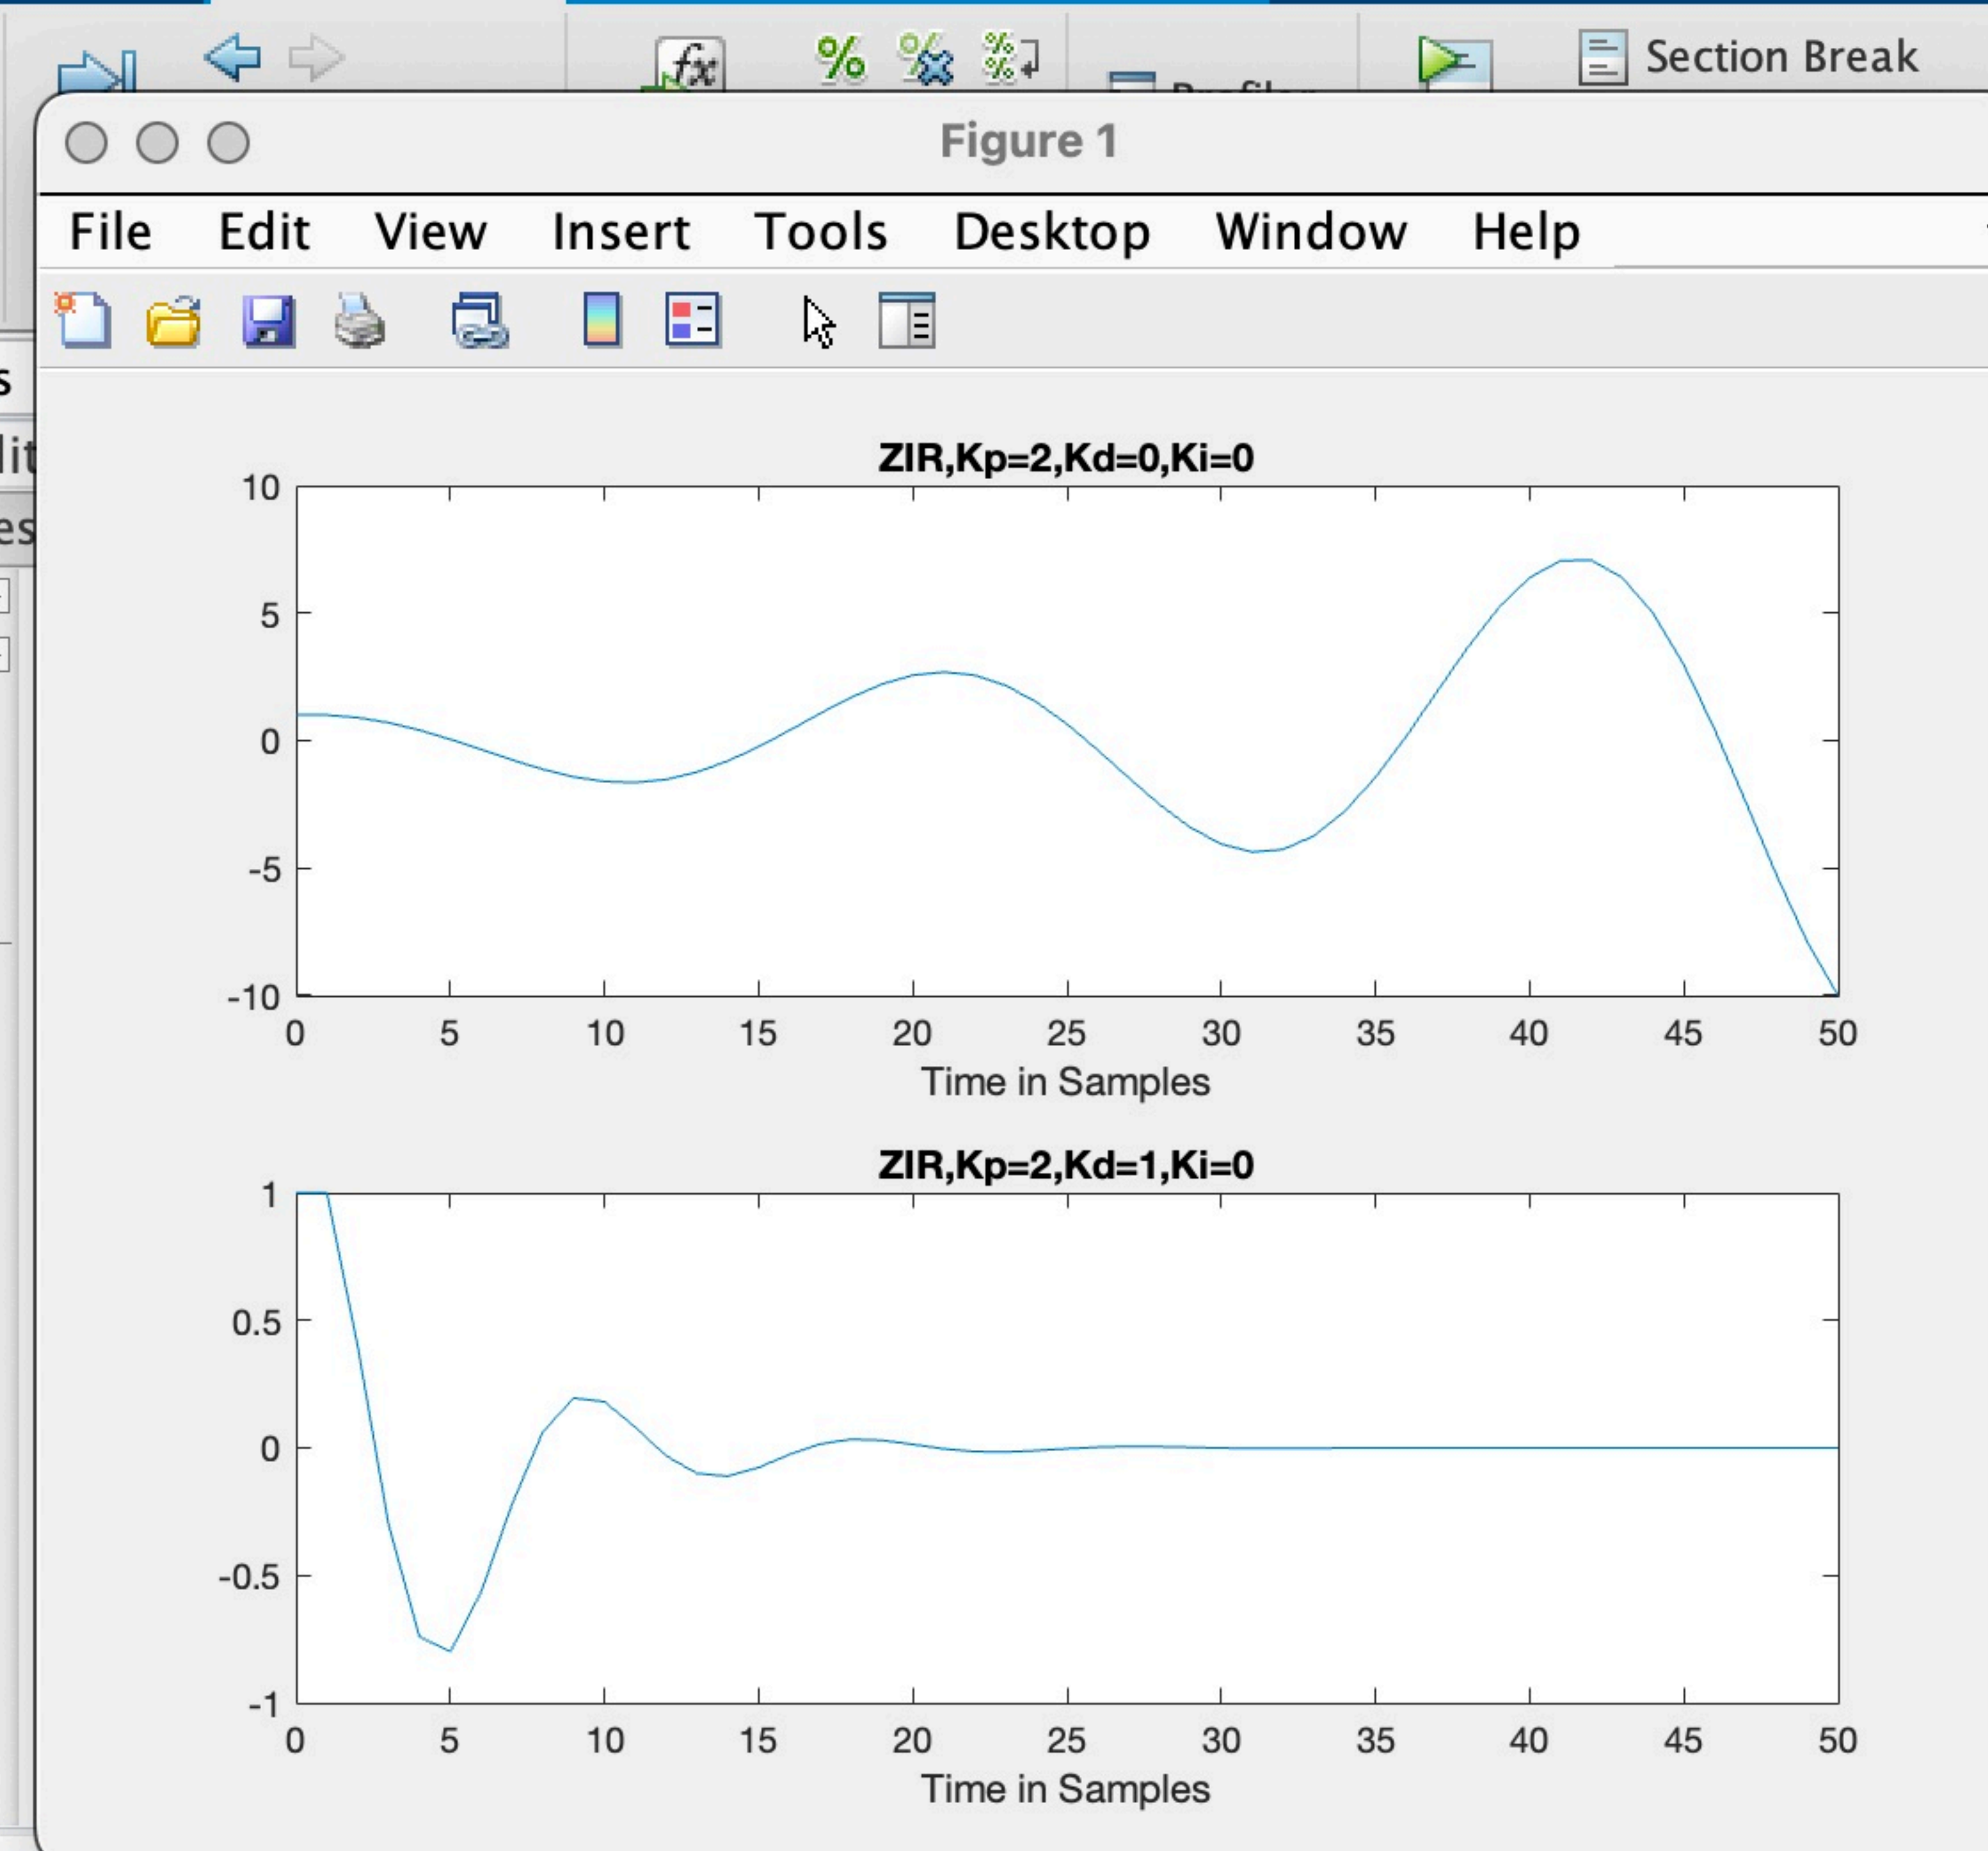 Section Break
Figure 1
File Edit View Insert Tools Desktop Window Help
ZIR,Kp=2,Kd=0,Ki=0
10
5
0
-5
-10
0 5 10 15 20 25 30 35 40 45 50
Time in Samples
ZIR,Kp=2,Kd=1,Ki=0
1
0.5
0
-0.5
-1
0 5 10 15 20 25 30 35 40 45 50
Time in Samples